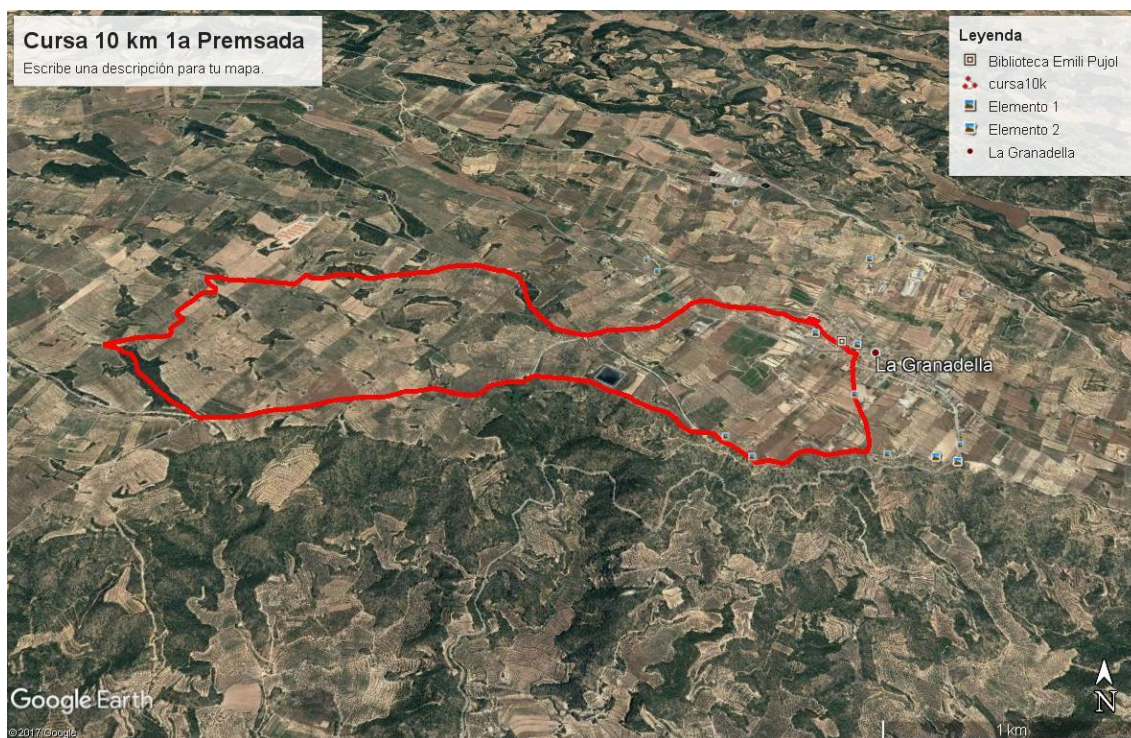 Cursa 10 km 1a Premsada
Escribe una descripción para tu mapa.
Leyenda
Biblioteca Emili Pujol
cursa10k
Elemento 1
Elemento 2
La Granadella
La Granadella
Google Earth
© 2017 Google
N
1 km